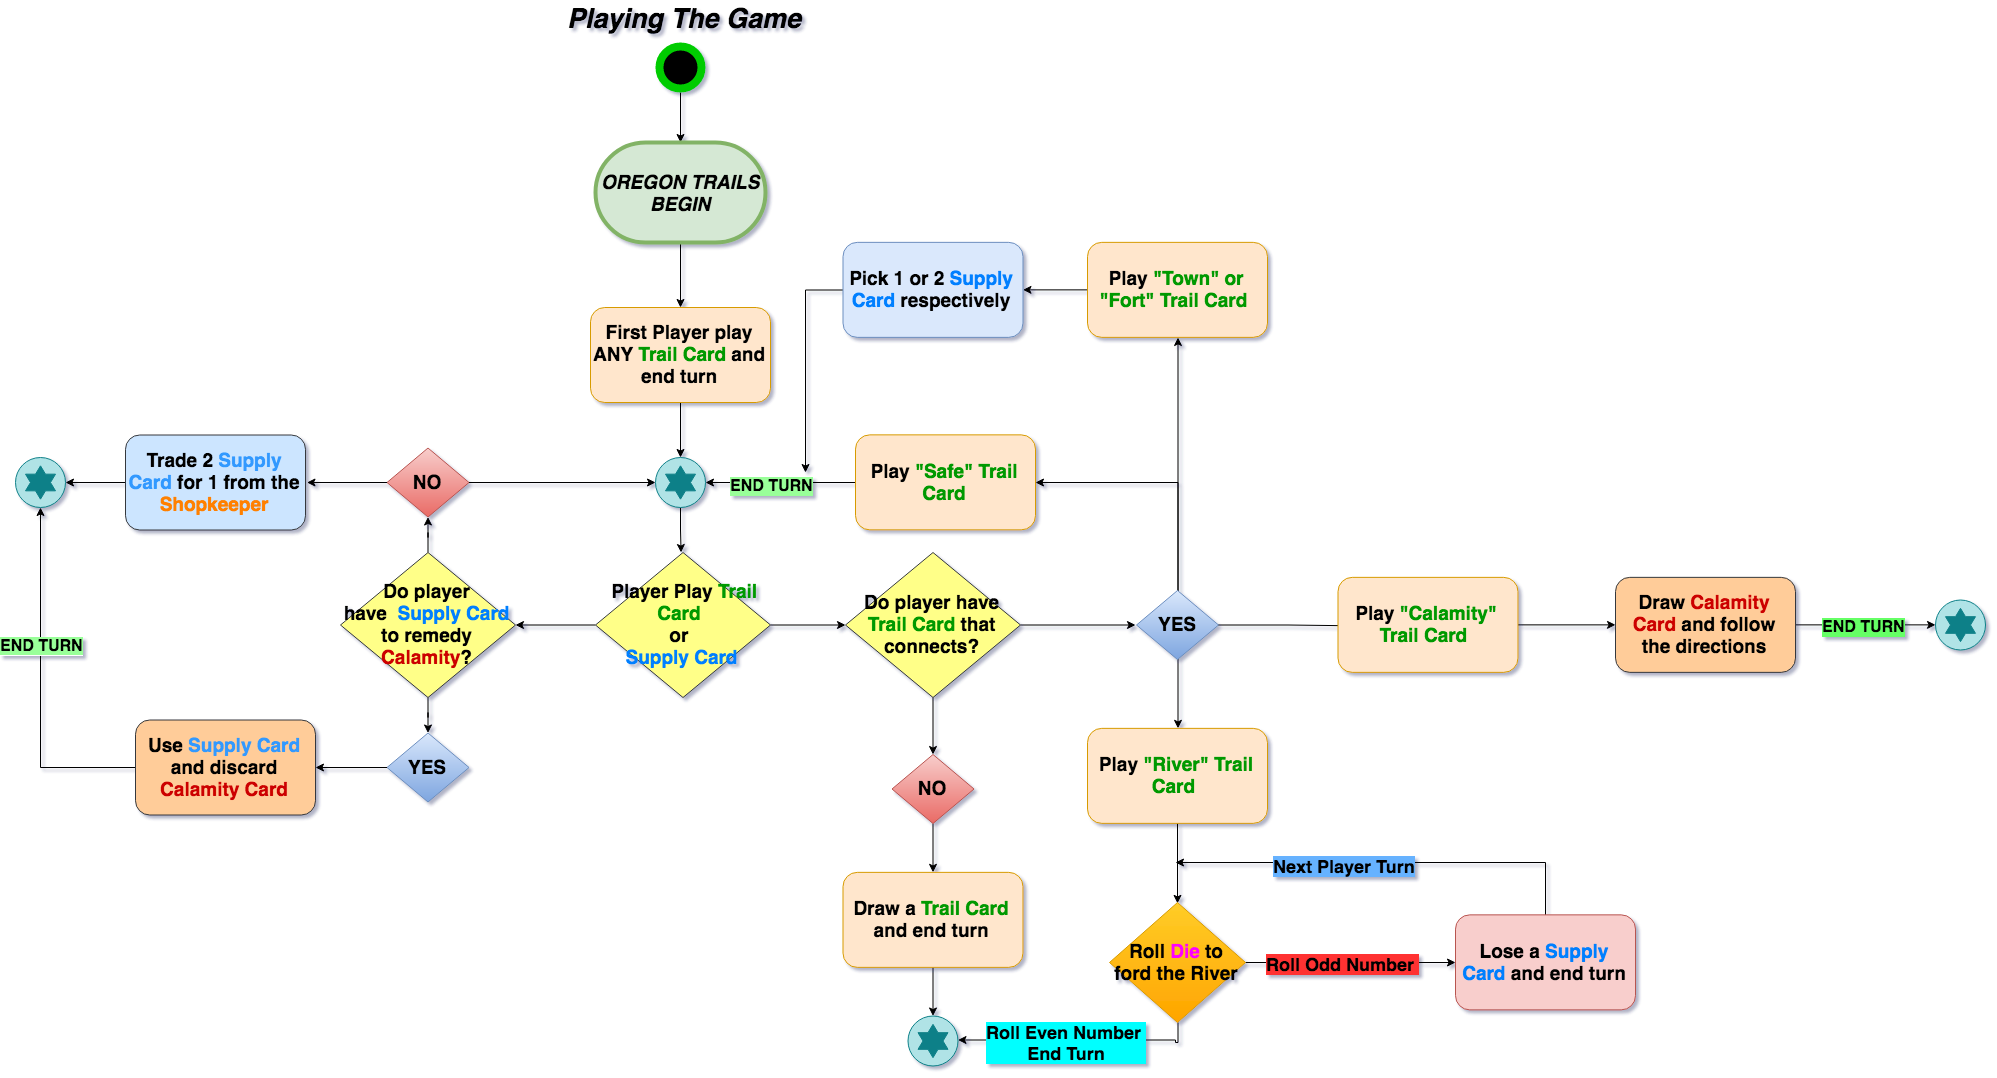 Playing The Game
OREGON TRAILS
BEGIN
First Player play
ANY Trail Card and
end turn
Pick 1 or 2 Supply
Card respectively
Play "Town" or
"Fort" Trail Card
Trade 2 Supply
Card for 1 from the
Shopkeeper
NO
END TURN
Play "Safe" Trail
Card
Do player
have Supply Card
to remedy
Calamity?
Player Play Trail
Card
or
Supply Card
Do player have
Trail Card that
connects?
YES
Play "Calamity"
Trail Card
Draw Calamity
Card and follow
the directions
END TURN
END TURN
Use Supply Card
and discard
Calamity Card
YES
NO
Play "River" Trail
Card
Next Player Turn
Draw a Trail Card
and end turn
Roll Die to
ford the River
Roll Odd Number
Lose a Supply
Card and end turn
Roll Even Number
End Turn